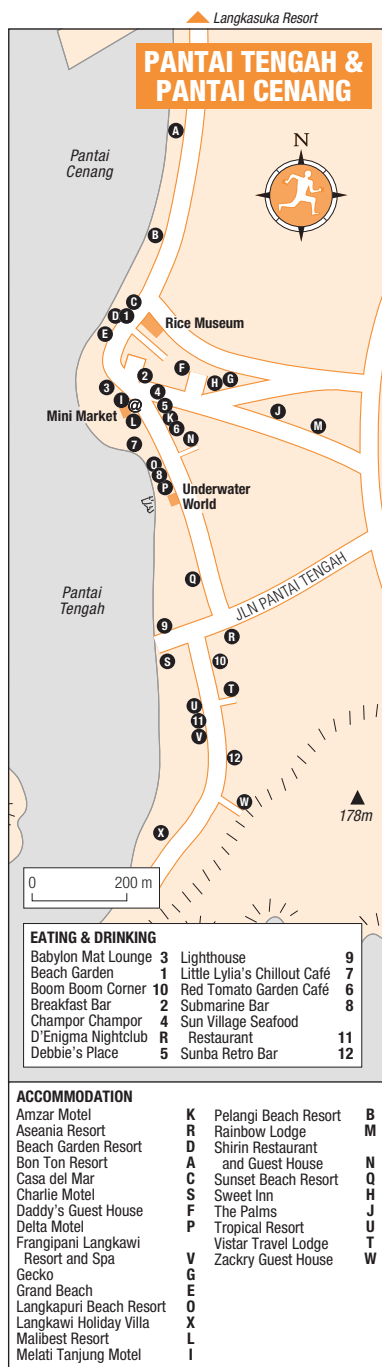 Langkasuka Resort
PANTAI TENGAH &
PANTAI CENANG
N
Pantai
Cenang
A
B
C
D 1
E
Rice Museum
2
F
H G
3
I
@
4
5
K
6
J
M
Mini Market
L
N
7
O
8
P
Underwater
World
Pantai
Tengah
Q
JLN PANTAI TENGAH
9
R
S
10
T
U
11
V
12
W
178m
X
0 200 m
EATING & DRINKING
Babylon Mat Lounge 3
Beach Garden 1
Boom Boom Corner 10
Breakfast Bar 2
Champor Champor 4
D'Enigma Nightclub R
Debbie's Place 5
Lighthouse 9
Little Lylia's Chillout Café 7
Red Tomato Garden Café 6
Submarine Bar 8
Sun Village Seafood
Restaurant 11
Sunba Retro Bar 12
ACCOMMODATION
Amzar Motel K
Aseania Resort R
Beach Garden Resort D
Bon Ton Resort A
Casa del Mar C
Charlie Motel S
Daddy's Guest House F
Delta Motel P
Frangipani Langkawi
Resort and Spa V
Gecko G
Grand Beach E
Langkapuri Beach Resort O
Langkawi Holiday Villa X
Malibest Resort L
Melati Tanjung Motel I
Pelangi Beach Resort B
Rainbow Lodge M
Shirin Restaurant
and Guest House N
Sunset Beach Resort Q
Sweet Inn H
The Palms J
Tropical Resort U
Vistar Travel Lodge T
Zackry Guest House W